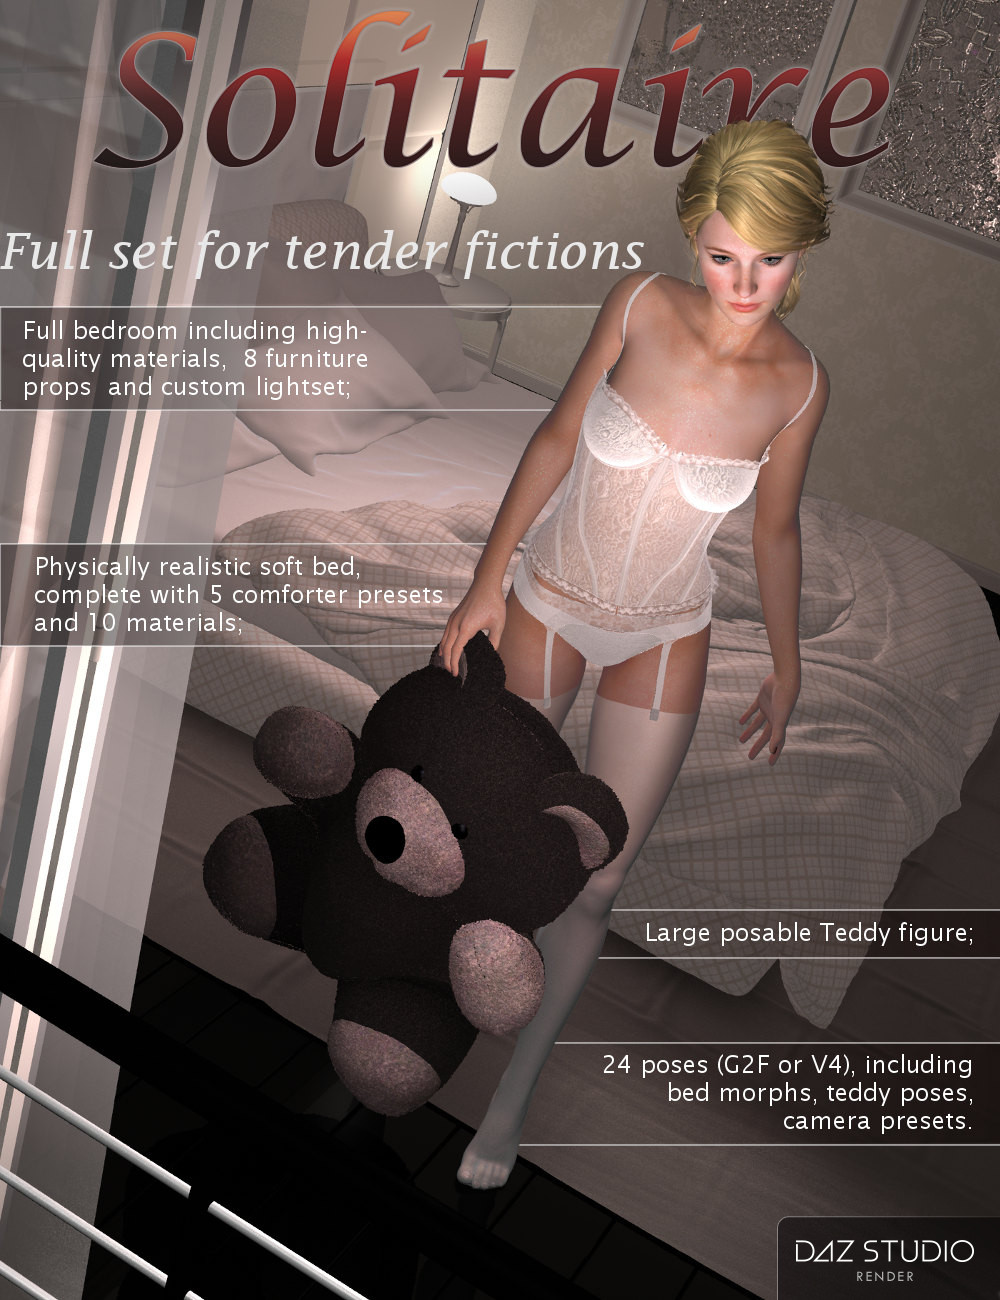 Solitaire
Full set for tender fictions
Full bedroom including high-
quality materials, 8 furniture
props and custom lightset;
Physically realistic soft bed,
complete with 5 comforter presets
and 10 materials;
Large posable Teddy figure;
24 poses (G2F or V4), including
bed morphs, teddy poses,
camera presets.
DAZ STUDIO
RENDER